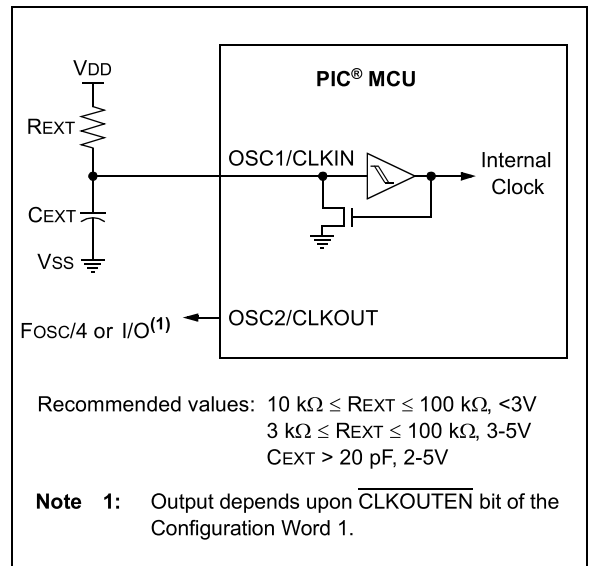 VDD
PIC® MCU
REXT
OSC1/CLKIN
Internal
Clock
CEXT
VSS
OSC2/CLKOUT
FOSC/4 or I/O(1)
Recommended values: 10 kΩ ≤ REXT ≤ 100 kΩ, <3V
3 kΩ ≤ REXT ≤ 100 kΩ, 3-5V
CEXT > 20 pF, 2-5V
Note 1: Output depends upon CLKOUTEN bit of the
Configuration Word 1.